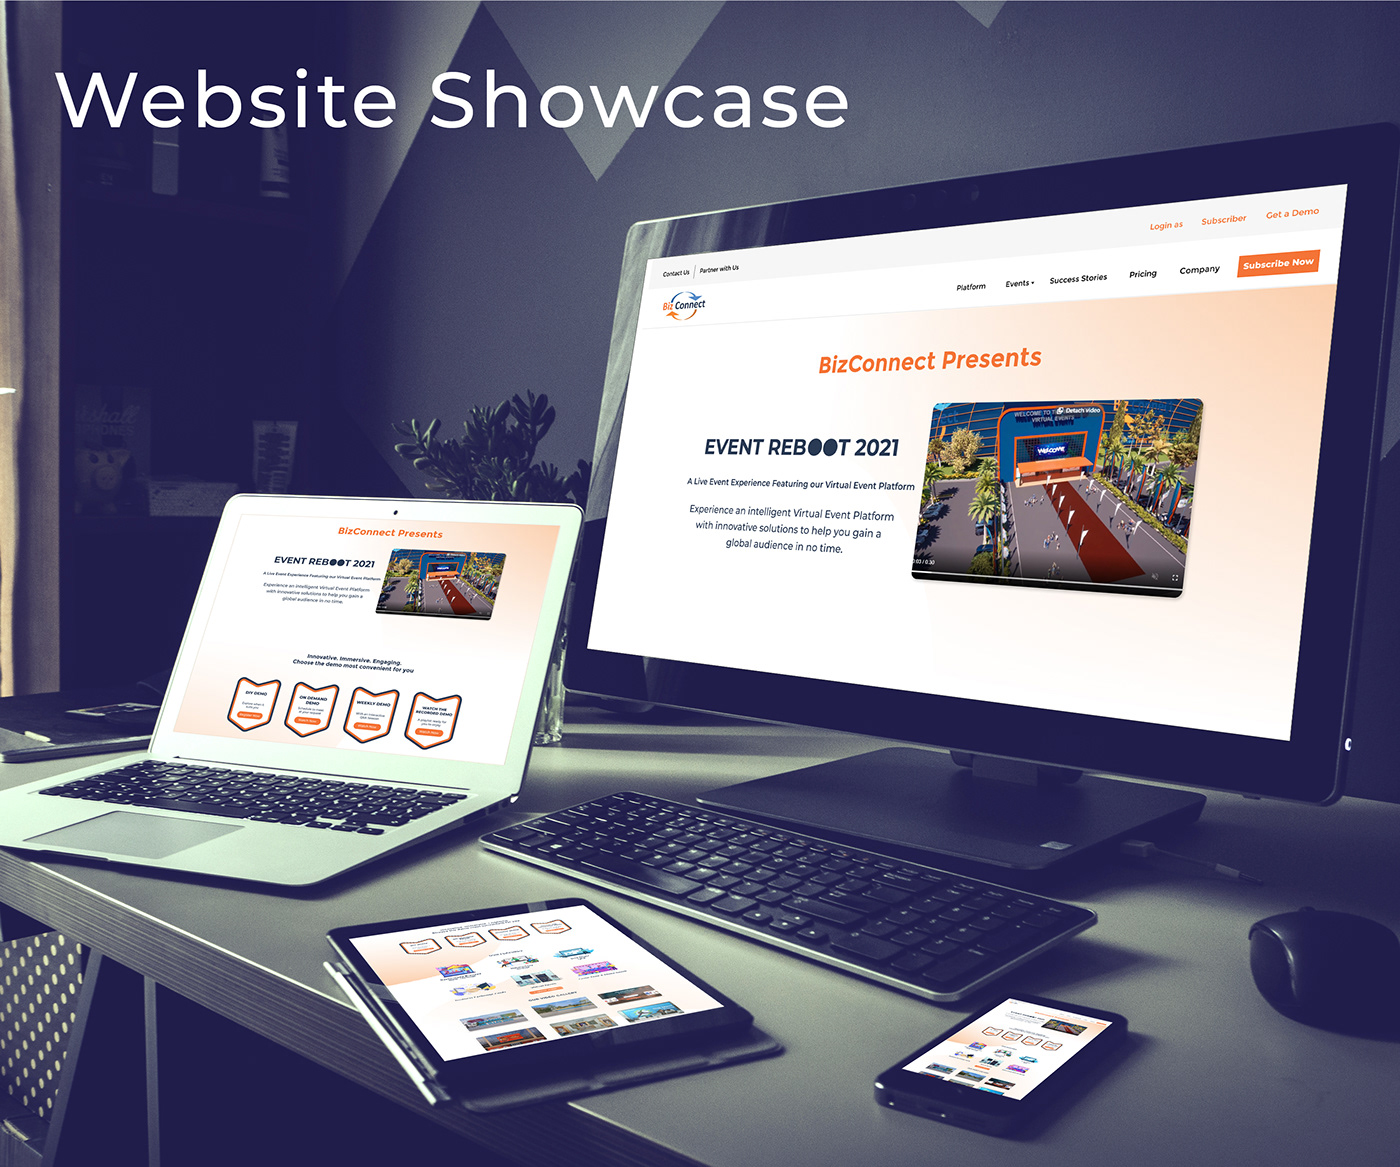 Website Showcase
Login as
Subscriber
Get a Demo
Contact Us
Partner with Us
Biz Connect
Platform
Events
Success Stories
Pricing
Company
Subscribe Now
BizConnect Presents
EVENT REBOOT 2021
A Live Event Experience Featuring our Virtual Event Platform
Experience an intelligent Virtual Event Platform
with innovative solutions to help you gain a
global audience in no time.
Detach video
WELCOME TO
VIRTUAL EVENTS
WELCOME
0:03 / 0:30
BizConnect Presents
EVENT REBOOT 2021
A Live Event Experience Featuring our Virtual Event Platform
Experience an intelligent Virtual Event Platform
with innovative solutions to help you gain a
global audience in no time.
Innovative. Immersive. Engaging.
Choose the demo most convenient for you
DIY DEMO
ON DEMAND
DEMO
WEEKLY DEMO
WATCH THE
RECORDED DEMO
OUR VIDEO GALLERY